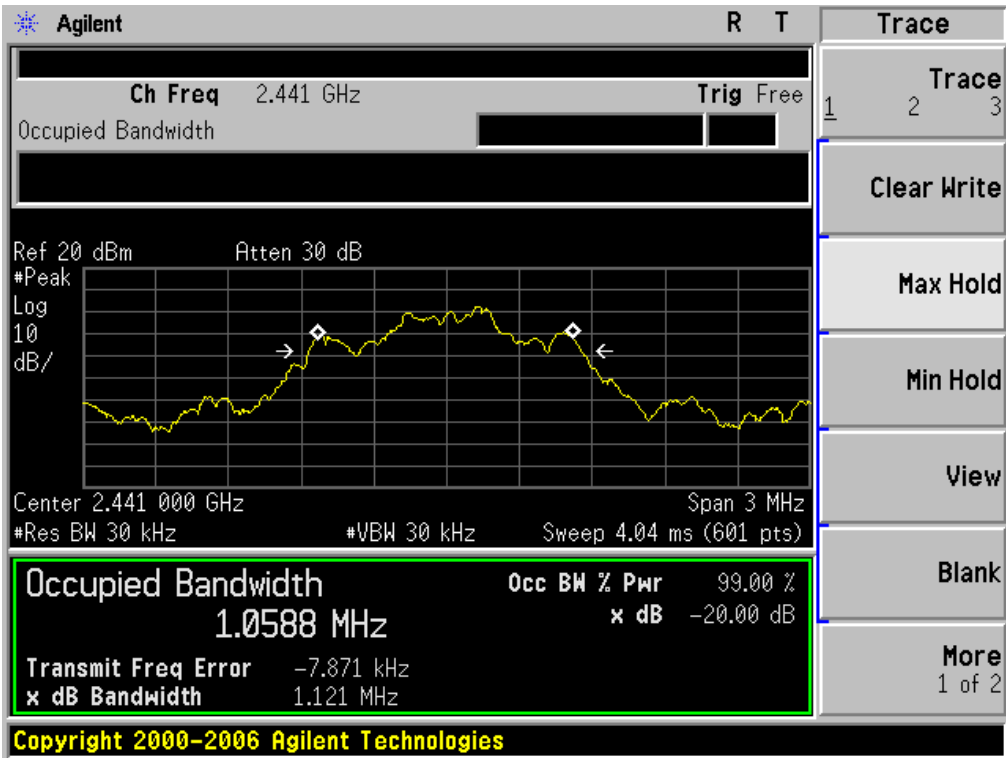 Agilent R T Trace
Ch Freq 2.441 GHz Trig Free
Occupied Bandwidth
Trace
1 2 3
Clear Write
Max Hold
Min Hold
View
Blank
More
1 of 2
Ref 20 dBm Atten 30 dB
#Peak
Log
10
dB/
Center 2.441 000 GHz Span 3 MHz
#Res BW 30 kHz #VBW 30 kHz Sweep 4.04 ms (601 pts)
Occupied Bandwidth Occ BW % Pwr 99.00 %
1.0588 MHz x dB -20.00 dB
Transmit Freq Error -7.871 kHz
x dB Bandwidth 1.121 MHz
Copyright 2000-2006 Agilent Technologies